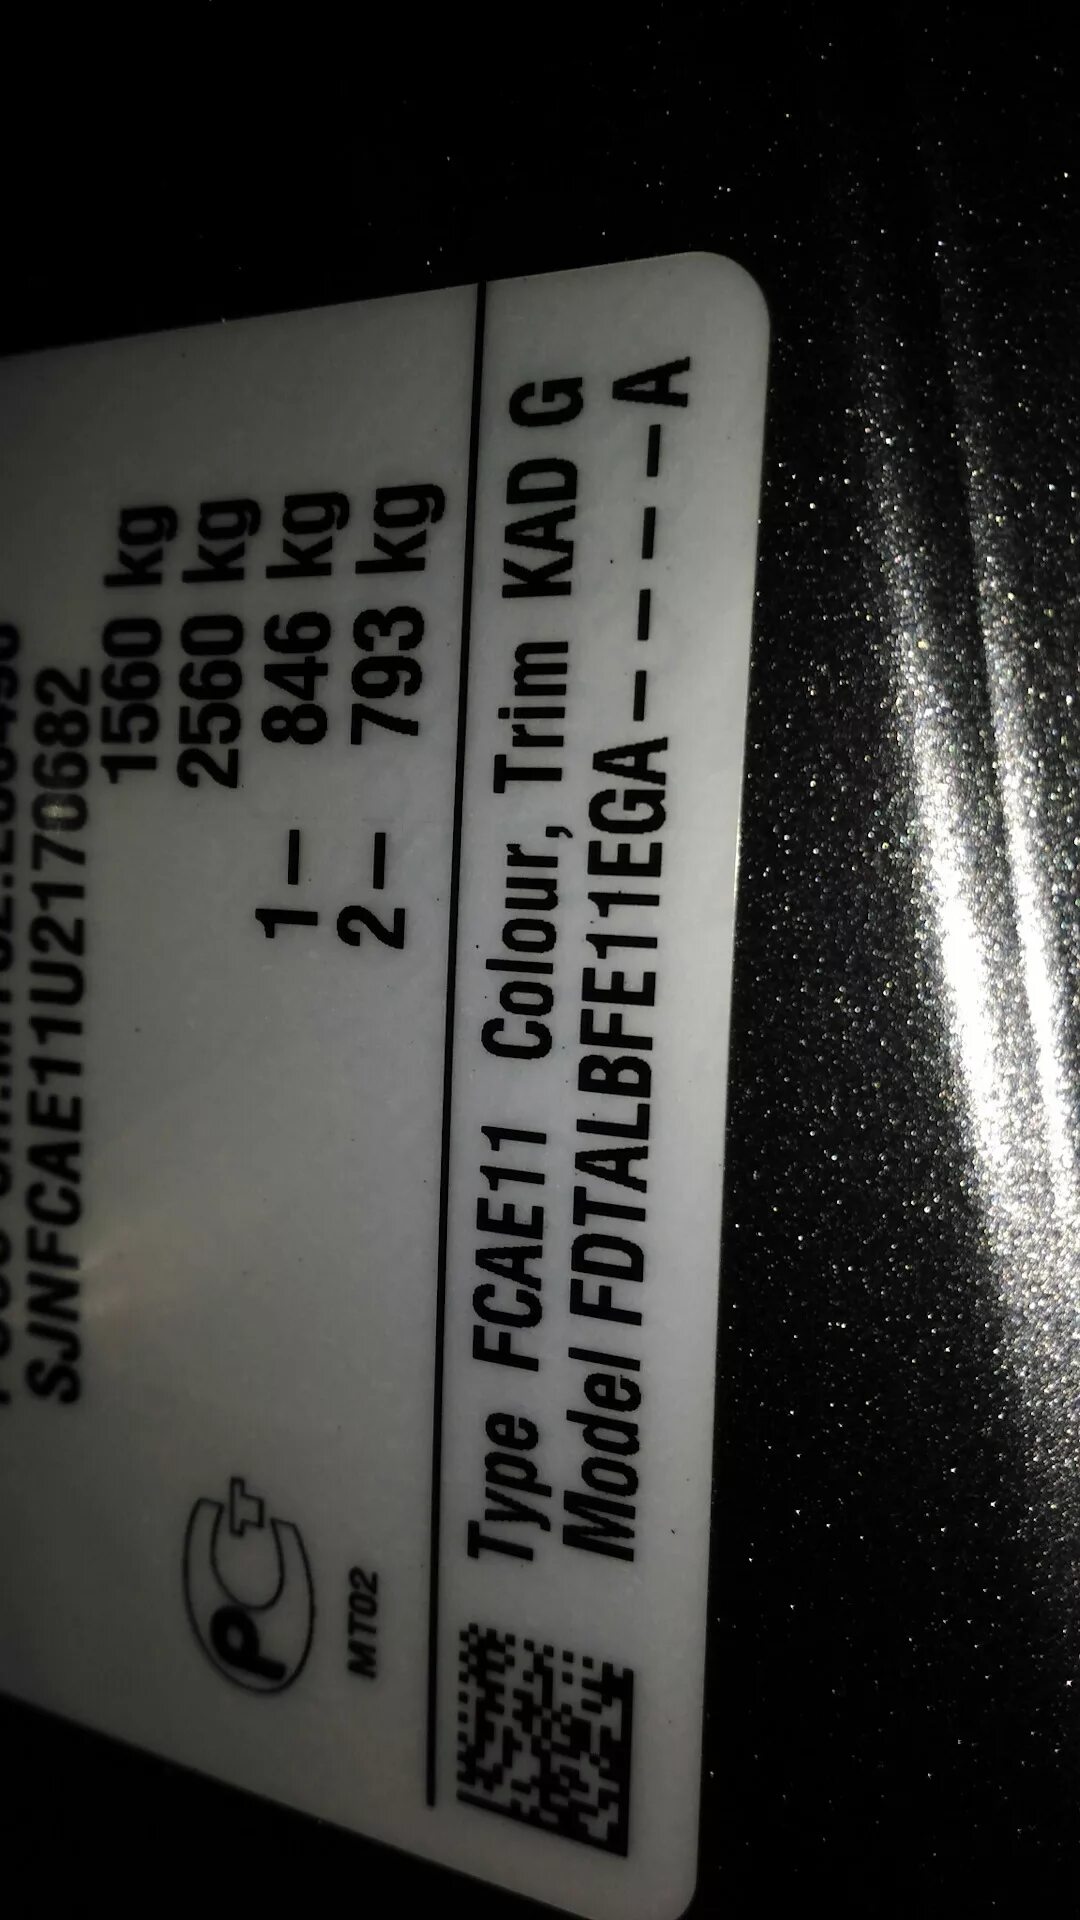 SJNFCAE11U2170682
1560 kg
2560 kg
1– 846 kg
2– 793 kg
PCT
MT02
Type FCAE11 Colour, Trim KAD G
Model FDTALBFE11EGA–––––A